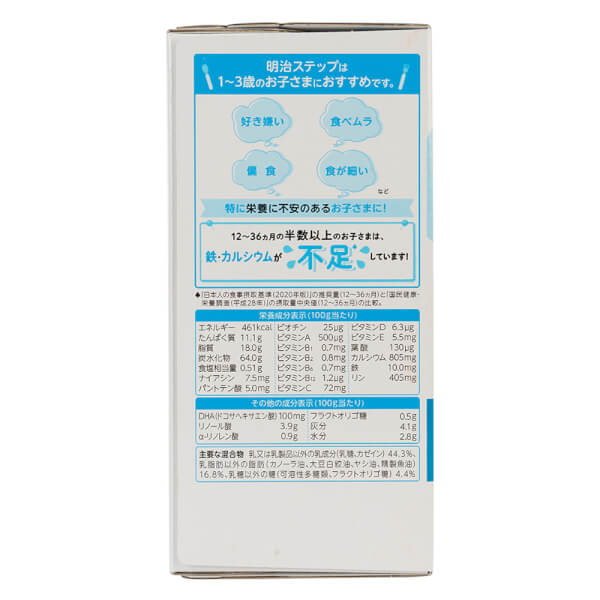 明治ステップは
1〜3歳のお子さまにおすすめです。
好き嫌い
食べムラ
偏食
食が細い
など
特に栄養に不安のあるお子さまに!
12〜36ヵ月の半数以上のお子さまは、
鉄・カルシウムが不足しています!
◆「日本人の食事摂取基準(2020年版)」の推奨量(12〜36ヵ月)と「国民健康・
栄養調査(平成28年)」の摂取量中央値(12〜36ヵ月)の比較。
栄養成分表示(100g当たり)
エネルギー 461kcal ビオチン 25μg ビタミンD 6.3μg
たんぱく質 11.1g ビタミンA 500μg ビタミンE 5.5mg
脂質 18.0g ビタミンB1 0.7mg 葉酸 130μg
炭水化物 64.0g ビタミンB2 0.8mg カルシウム 805mg
食塩相当量 0.51g ビタミンB6 0.7mg 鉄 10.0mg
ナイアシン 7.5mg ビタミンB12 1.2μg リン 405mg
パントテン酸 5.0mg ビタミンC 72mg
その他の成分表示(100g当たり)
DHA(ドコサヘキサエン酸) 100mg フラクトオリゴ糖 0.5g
リノール酸 3.9g 灰分 4.1g
α-リノレン酸 0.9g 水分 2.8g
主要な混合物 乳又は乳製品以外の乳成分(乳糖、カゼイン)44.3%、
乳脂肪以外の脂肪(カノーラ油、大豆白絞油、ヤシ油、精製魚油)
16.8%、乳糖以外の糖(可溶性多糖類、フラクトオリゴ糖)4.4%